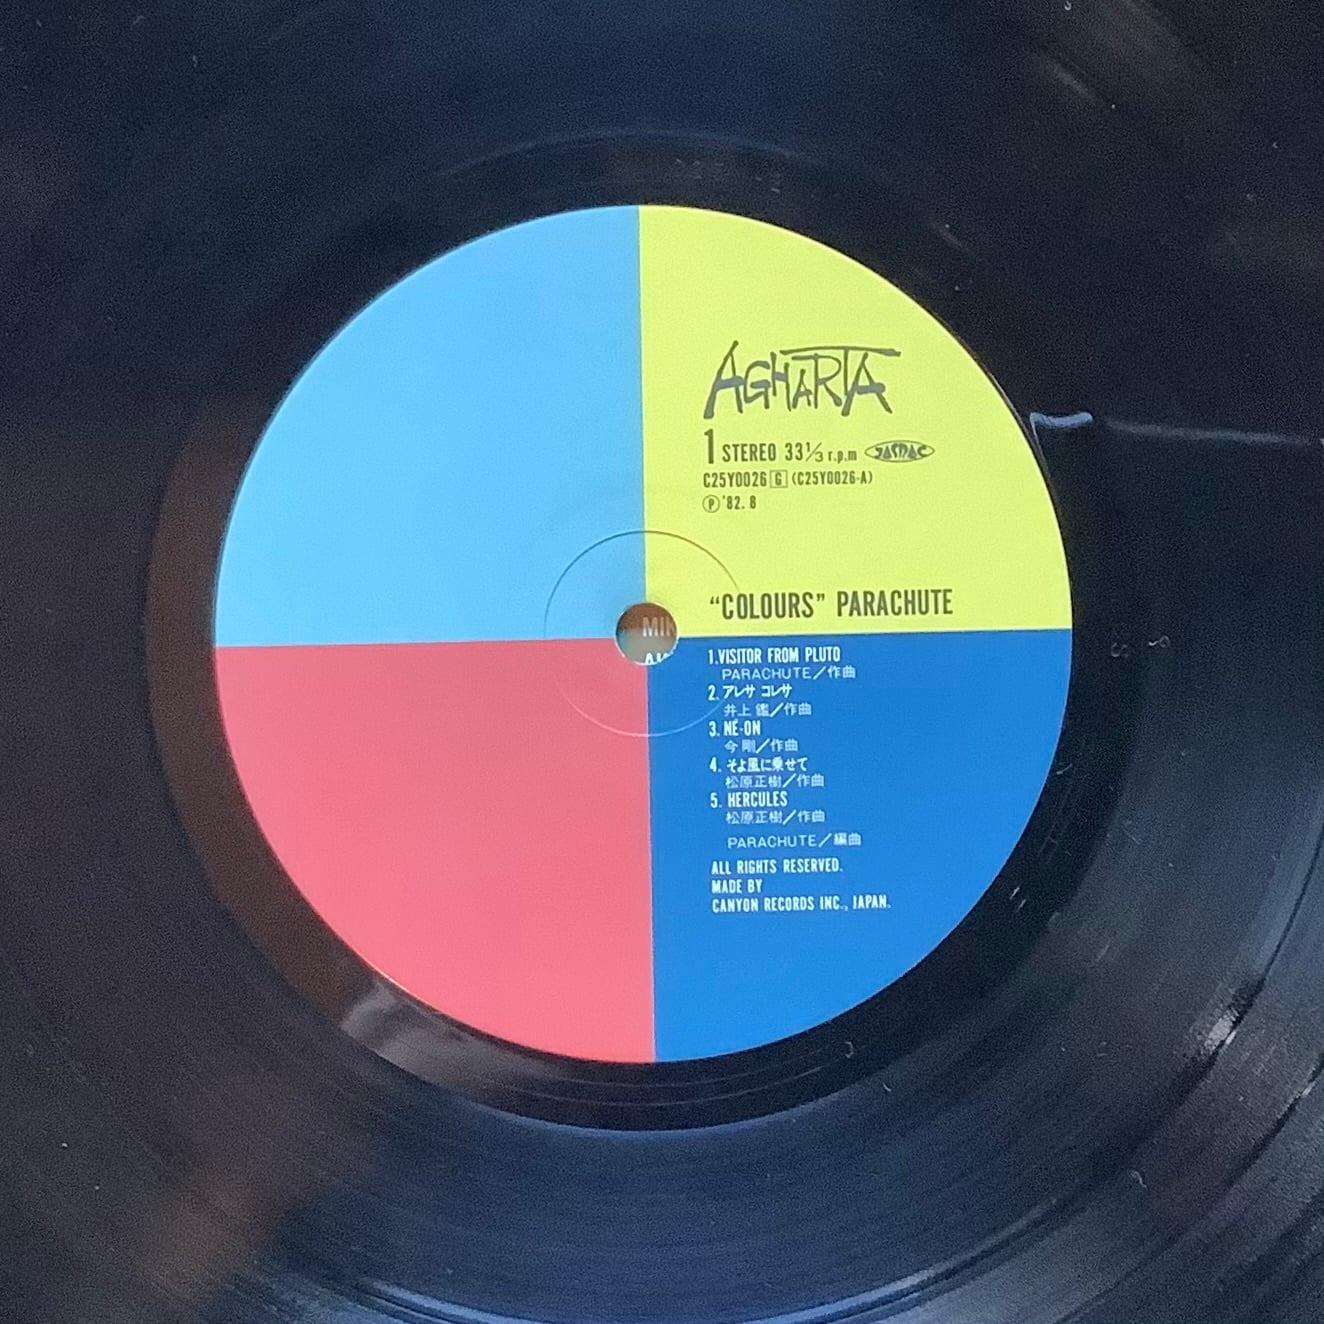 AGHARTA
1 STEREO 33⅓ r.p.m JASRAC
C25Y0026 G (C25Y0026-A)
Ⓟ '82. 8
"COLOURS" PARACHUTE
MIN
1.VISITOR FROM PLUTO
PARACHUTE／作曲
2. アレサ コレサ
井上 鑑／作曲
3. NÉ-ON
今 剛／作曲
4. そよ風に乗せて
松原正樹／作曲
5. HERCULES
松原正樹／作曲
PARACHUTE／編曲
ALL RIGHTS RESERVED.
MADE BY
CANYON RECORDS INC., JAPAN.